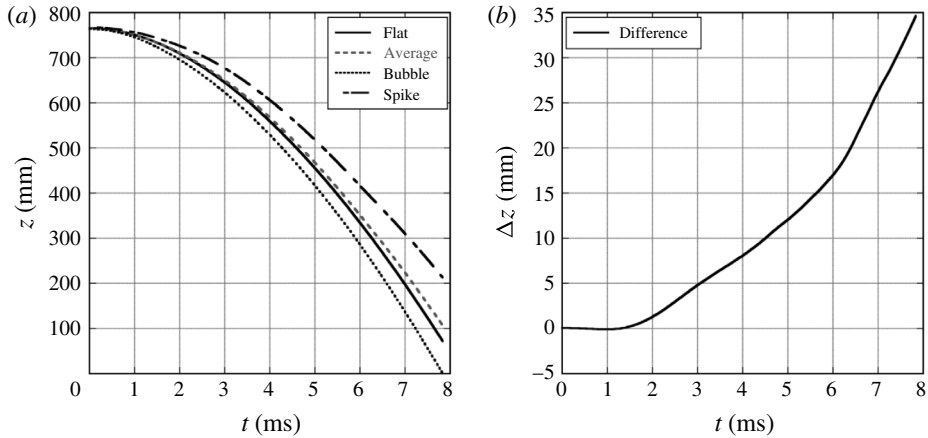 (a)
800
700
600
500
400
300
200
100
0
0 1 2 3 4 5 6 7 8
z (mm)
t (ms)
Flat
Average
Bubble
Spike
(b)
35
30
25
20
15
10
5
0
–5
0 1 2 3 4 5 6 7 8
Δz (mm)
t (ms)
Difference